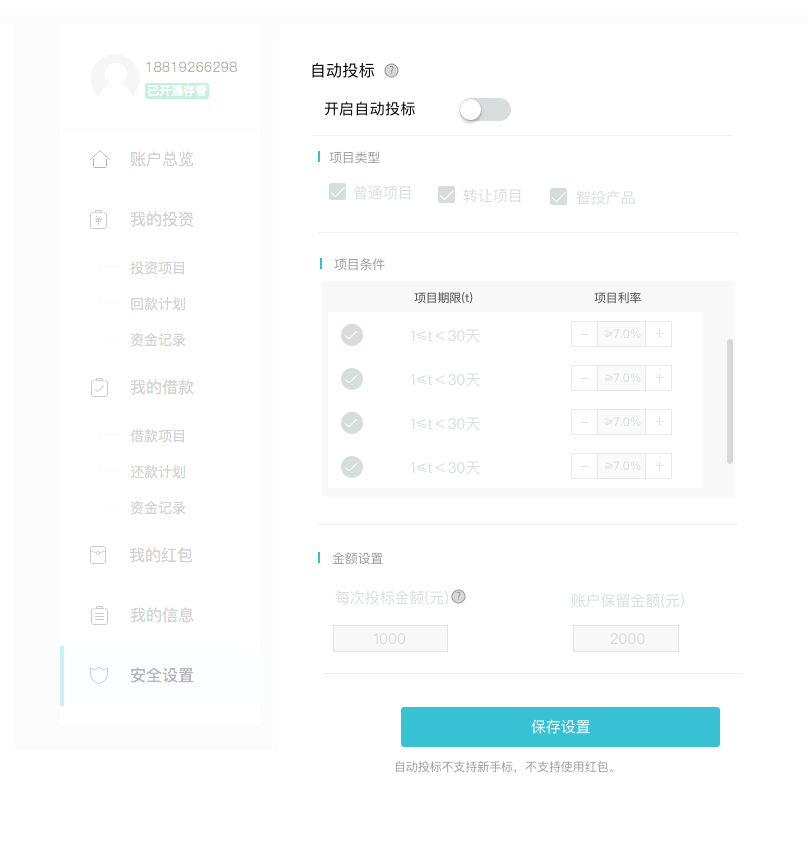 18819266298
已开通存管
账户总览
我的投资
投资项目
回款计划
资金记录
我的借款
借款项目
还款计划
资金记录
我的红包
我的信息
安全设置
自动投标 ?
开启自动投标
项目类型
普通项目 转让项目 智投产品
项目条件
项目期限(t) 项目利率
1≤t＜30天 − ≥7.0% +
1≤t＜30天 − ≥7.0% +
1≤t＜30天 − ≥7.0% +
1≤t＜30天 − ≥7.0% +
金额设置
每次投标金额(元) ? 账户保留金额(元)
1000 2000
保存设置
自动投标不支持新手标，不支持使用红包。